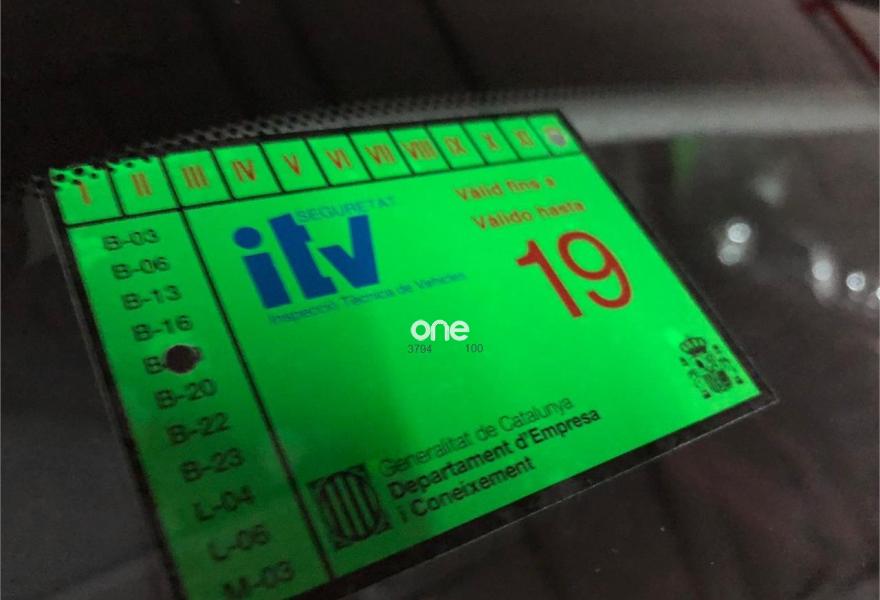 I II III IV V VI VII VIII IX X XI
SEGURETAT
itv
Inspecció Tècnica de Vehicles
Vàlid fins a
Válido hasta
19
B-03
B-06
B-13
B-16
B-20
B-22
B-23
L-04
L-06
M-03
one
3794 100
Generalitat de Catalunya
Departament d'Empresa
i Coneixement